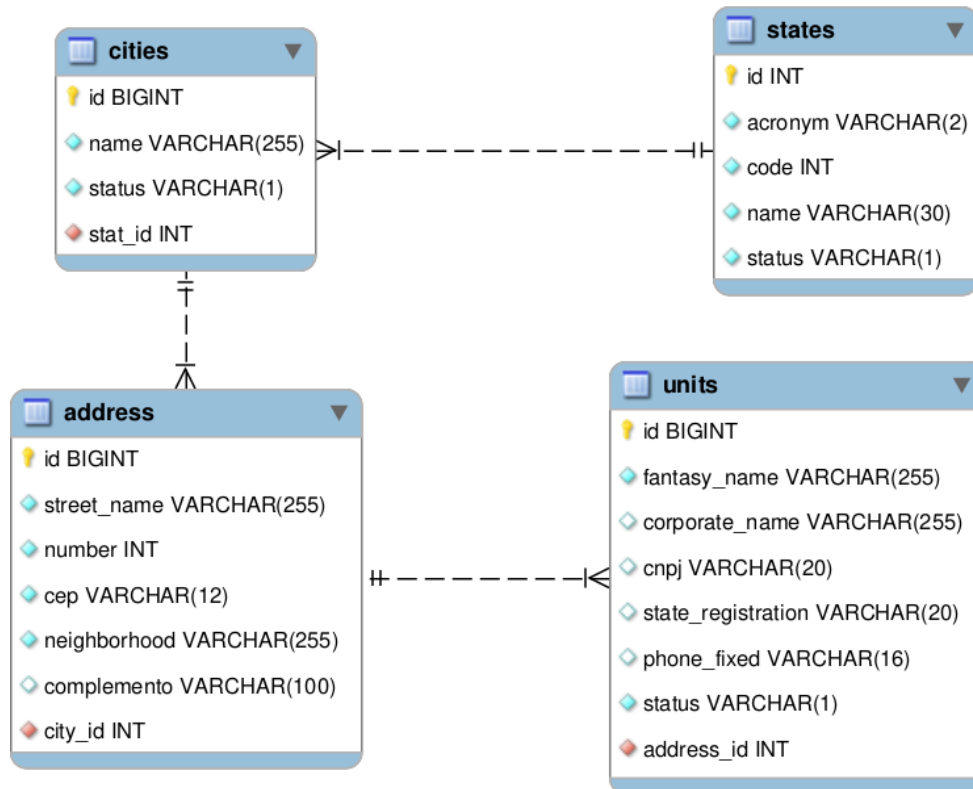 cities
id BIGINT
name VARCHAR(255)
status VARCHAR(1)
stat_id INT
states
id INT
acronym VARCHAR(2)
code INT
name VARCHAR(30)
status VARCHAR(1)
address
id BIGINT
street_name VARCHAR(255)
number INT
cep VARCHAR(12)
neighborhood VARCHAR(255)
complemento VARCHAR(100)
city_id INT
units
id BIGINT
fantasy_name VARCHAR(255)
corporate_name VARCHAR(255)
cnpj VARCHAR(20)
state_registration VARCHAR(20)
phone_fixed VARCHAR(16)
status VARCHAR(1)
address_id INT